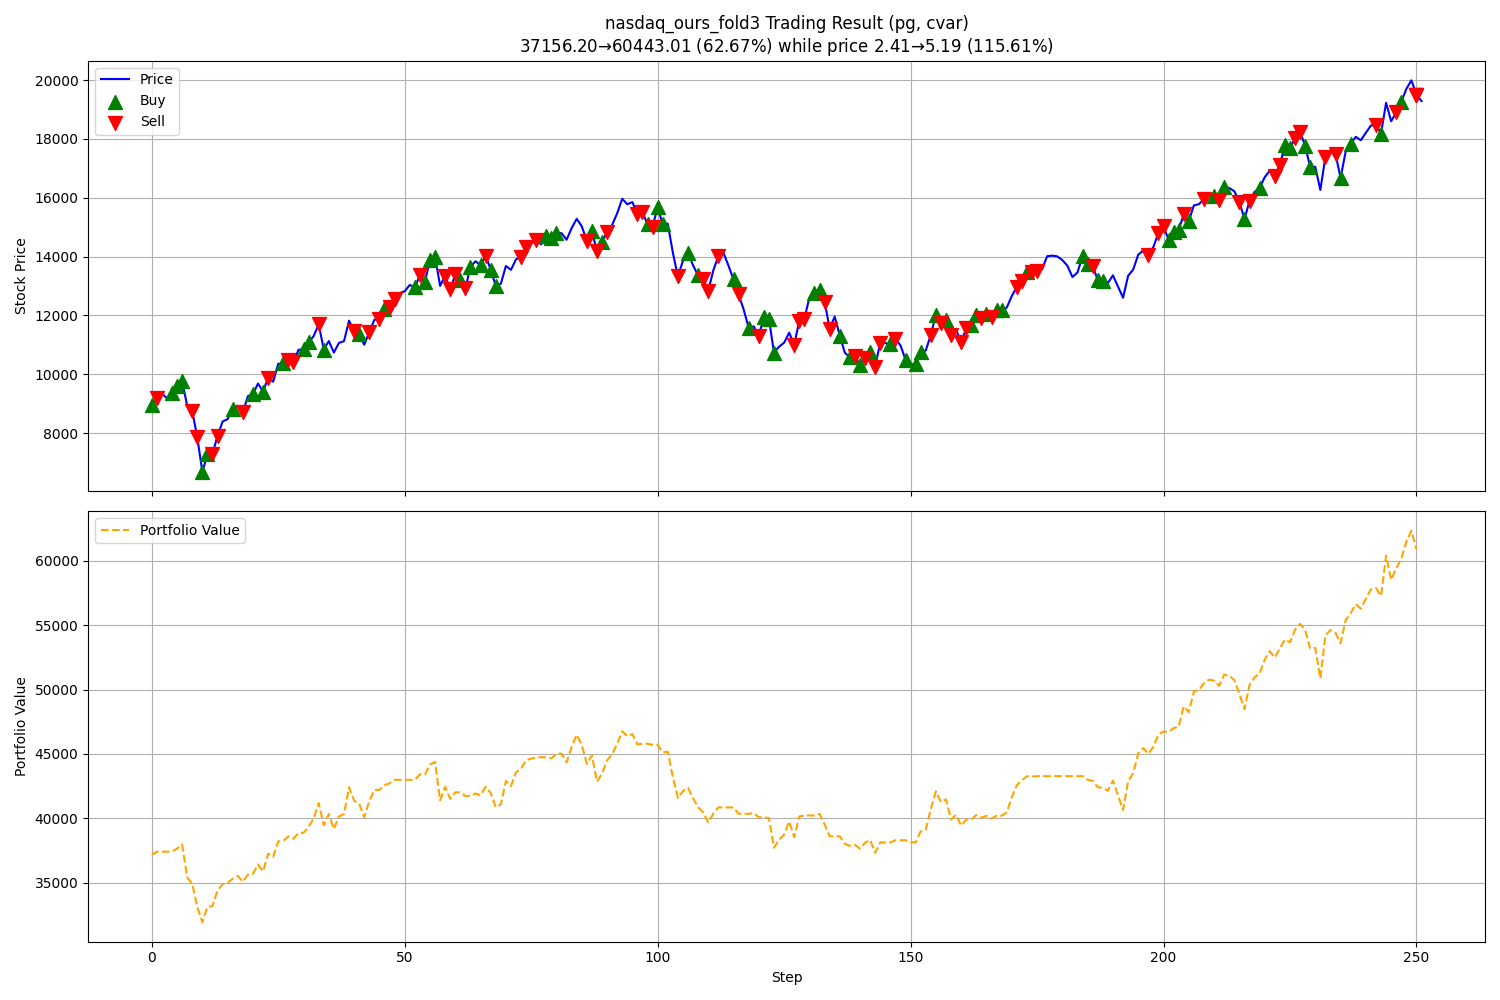 nasdaq_ours_fold3 Trading Result (pg, cvar)
37156.20→60443.01 (62.67%) while price 2.41→5.19 (115.61%)
Price
Buy
Sell
Stock Price
20000
18000
16000
14000
12000
10000
8000
Portfolio Value
Portfolio Value
60000
55000
50000
45000
40000
35000
0
50
100
150
200
250
Step